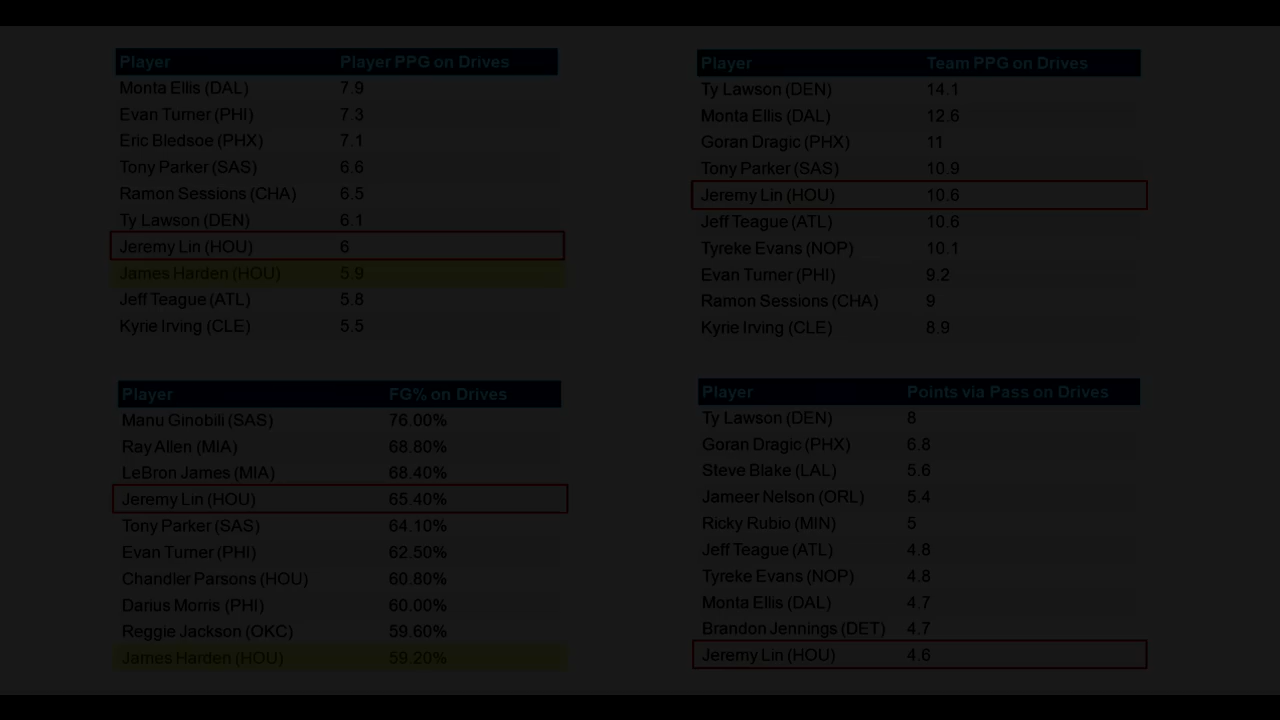 Player Player PPG on Drives
Monta Ellis (DAL) 7.9
Evan Turner (PHI) 7.3
Eric Bledsoe (PHX) 7.1
Tony Parker (SAS) 6.6
Ramon Sessions (CHA) 6.5
Ty Lawson (DEN) 6.1
Jeremy Lin (HOU) 6
James Harden (HOU) 5.9
Jeff Teague (ATL) 5.8
Kyrie Irving (CLE) 5.5
Player Team PPG on Drives
Ty Lawson (DEN) 14.1
Monta Ellis (DAL) 12.6
Goran Dragic (PHX) 11
Tony Parker (SAS) 10.9
Jeremy Lin (HOU) 10.6
Jeff Teague (ATL) 10.6
Tyreke Evans (NOP) 10.1
Evan Turner (PHI) 9.2
Ramon Sessions (CHA) 9
Kyrie Irving (CLE) 8.9
Player FG% on Drives
Manu Ginobili (SAS) 76.00%
Ray Allen (MIA) 68.80%
LeBron James (MIA) 68.40%
Jeremy Lin (HOU) 65.40%
Tony Parker (SAS) 64.10%
Evan Turner (PHI) 62.50%
Chandler Parsons (HOU) 60.80%
Darius Morris (PHI) 60.00%
Reggie Jackson (OKC) 59.60%
James Harden (HOU) 59.20%
Player Points via Pass on Drives
Ty Lawson (DEN) 8
Goran Dragic (PHX) 6.8
Steve Blake (LAL) 5.6
Jameer Nelson (ORL) 5.4
Ricky Rubio (MIN) 5
Jeff Teague (ATL) 4.8
Tyreke Evans (NOP) 4.8
Monta Ellis (DAL) 4.7
Brandon Jennings (DET) 4.7
Jeremy Lin (HOU) 4.6